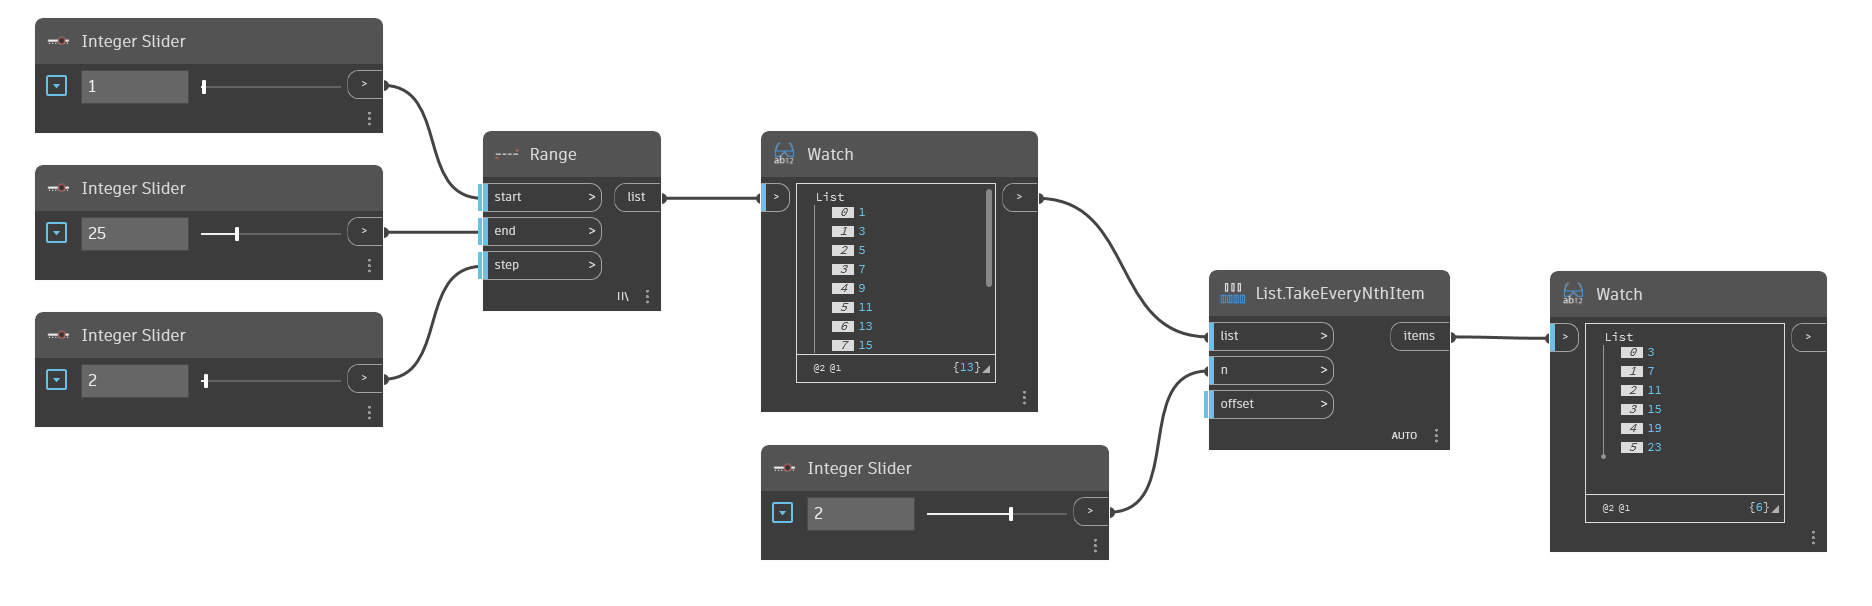 Integer Slider
1
>
Integer Slider
25
>
Integer Slider
2
>
Range
start >
list
end >
step >
Watch
ab12
>
List
0 1
1 3
2 5
3 7
4 9
5 11
6 13
7 15
@2 @1
{13}
>
Integer Slider
2
>
List.TakeEveryNthItem
list >
items
n >
offset >
AUTO
Watch
ab12
>
List
0 3
1 7
2 11
3 15
4 19
5 23
@2 @1
{6}
>